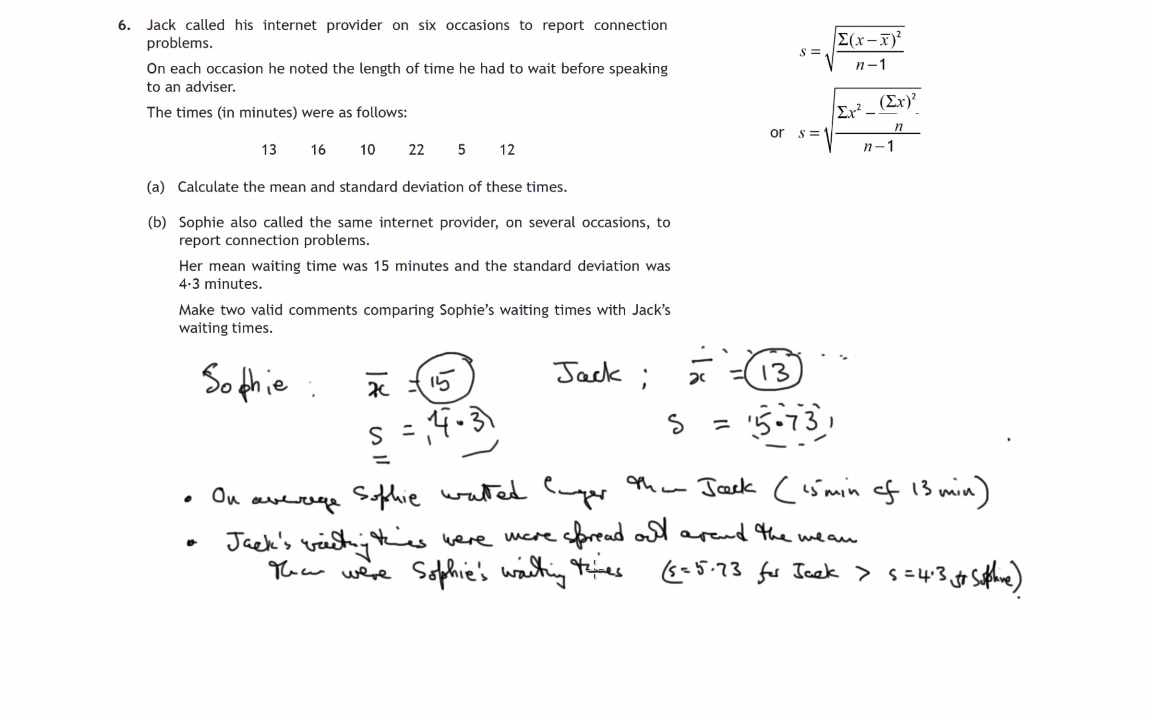 6. Jack called his internet provider on six occasions to report connection
problems.
On each occasion he noted the length of time he had to wait before speaking
to an adviser.
The times (in minutes) were as follows:
13 16 10 22 5 12
(a) Calculate the mean and standard deviation of these times.
(b) Sophie also called the same internet provider, on several occasions, to
report connection problems.
Her mean waiting time was 15 minutes and the standard deviation was
4·3 minutes.
Make two valid comments comparing Sophie's waiting times with Jack's
waiting times.
s = √(Σ(x − x̄)² / (n − 1))
or s = √((Σx² − (Σx)² / n) / (n − 1))
Sophie : x̄ = 15 Jack ; x̄ = 13
s = 4·3 s = 5·73
• On average Sophie waited longer than Jack (15 min cf 13 min)
• Jack's waiting times were more spread out around the mean
than were Sophie's waiting times (s = 5·73 for Jack > s = 4·3 for Sophie)